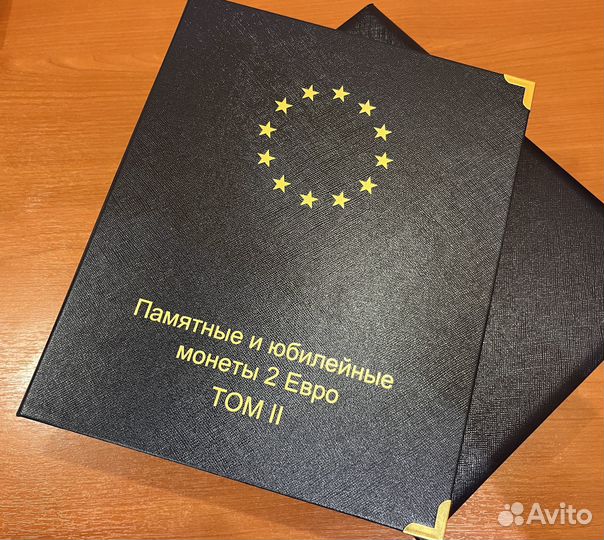 Памятные и юбилейные
монеты 2 Евро
ТОМ II
Avito